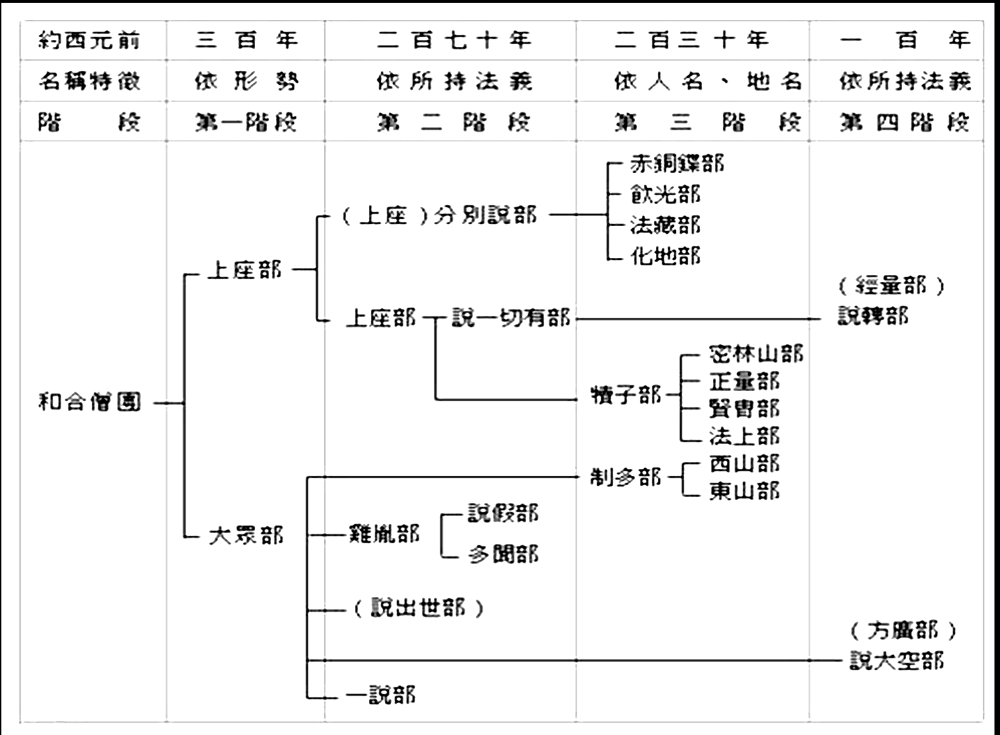 約西元前 三百年 二百七十年 二百三十年 一百年
名稱特徵 依形勢 依所持法義 依人名、地名 依所持法義
階段 第一階段 第二階段 第三階段 第四階段
赤銅鍱部
飲光部
(上座)分別說部
法藏部
化地部
上座部
(經量部)
上座部 說一切有部 說轉部
密林山部
正量部
犢子部
和合僧團
賢冑部
法上部
西山部
制多部
東山部
說假部
大眾部 雞胤部
多聞部
(說出世部)
(方廣部)
說大空部
一說部